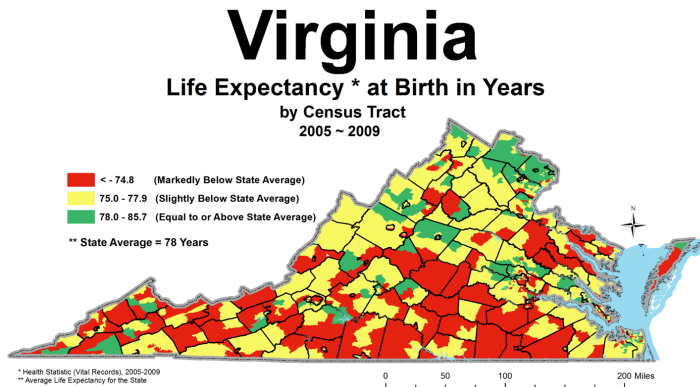 Virginia
Life Expectancy * at Birth in Years
by Census Tract
2005 ~ 2009
< - 74.8 (Markedly Below State Average)
75.0 - 77.9 (Slightly Below State Average)
78.0 - 85.7 (Equal to or Above State Average)
** State Average = 78 Years
N
* Health Statistic (Vital Records), 2005-2009
** Average Life Expectancy for the State
0 50 100 200 Miles